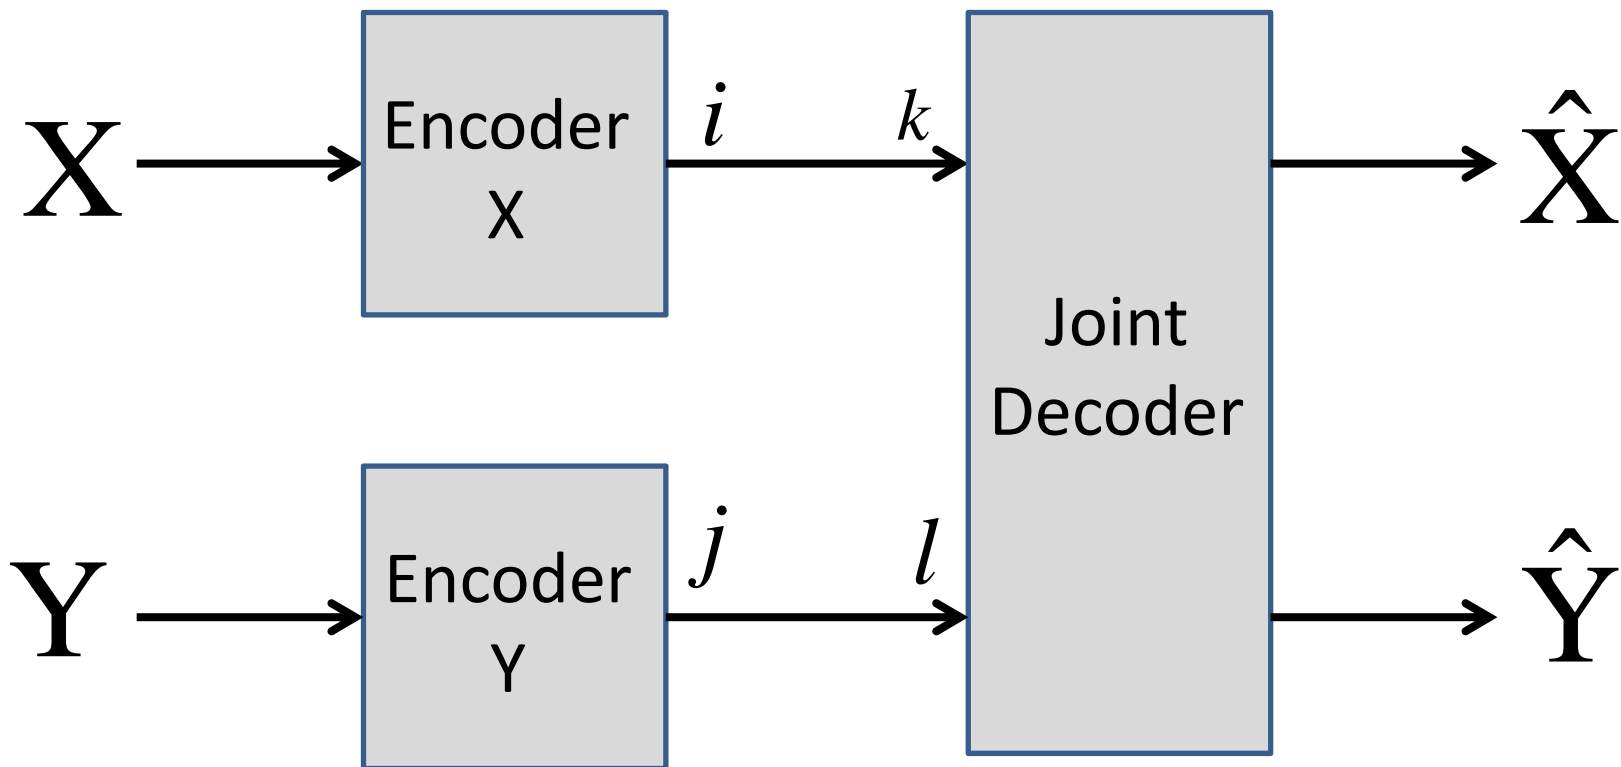 X
Encoder
X
i
k
Joint
Decoder
X̂
Y
Encoder
Y
j
l
Ŷ